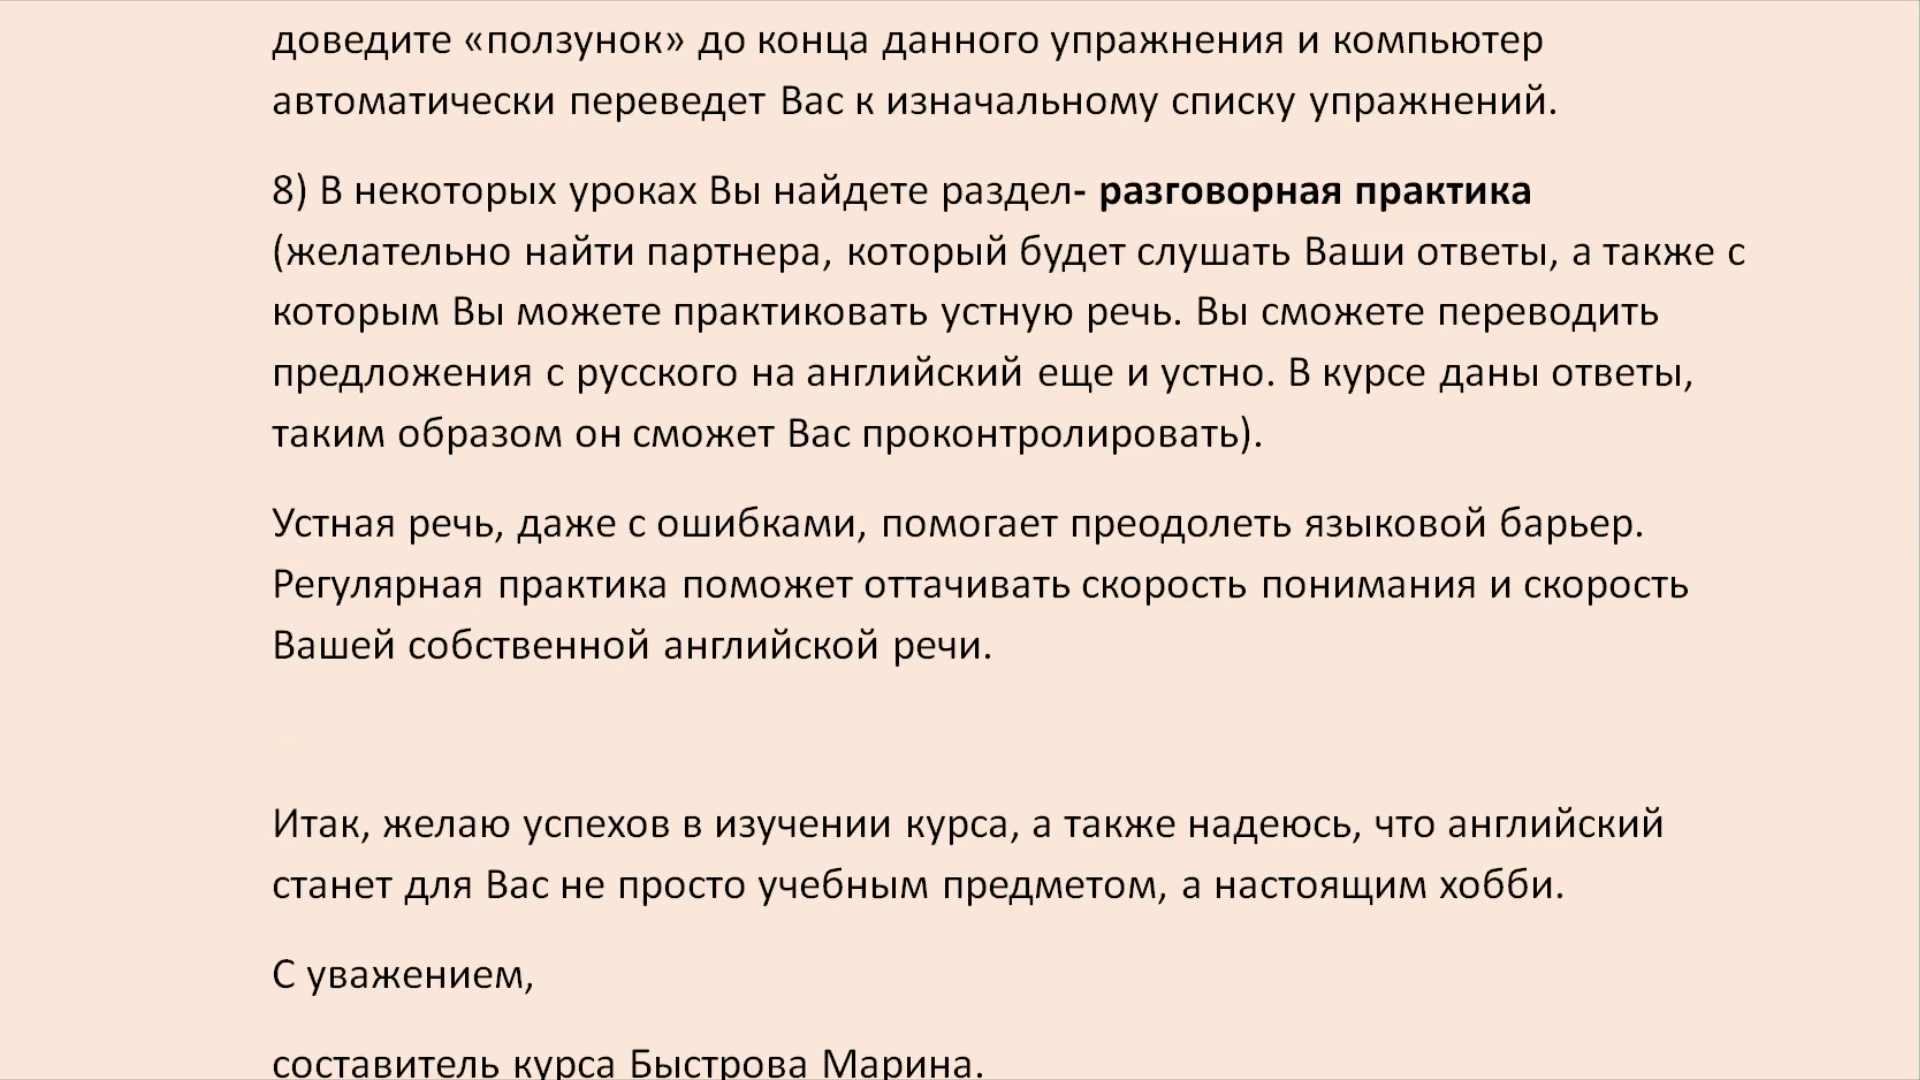 доведите «ползунок» до конца данного упражнения и компьютер
автоматически переведет Вас к изначальному списку упражнений.
8) В некоторых уроках Вы найдете раздел- разговорная практика
(желательно найти партнера, который будет слушать Ваши ответы, а также с
которым Вы можете практиковать устную речь. Вы сможете переводить
предложения с русского на английский еще и устно. В курсе даны ответы,
таким образом он сможет Вас проконтролировать).
Устная речь, даже с ошибками, помогает преодолеть языковой барьер.
Регулярная практика поможет оттачивать скорость понимания и скорость
Вашей собственной английской речи.
Итак, желаю успехов в изучении курса, а также надеюсь, что английский
станет для Вас не просто учебным предметом, а настоящим хобби.
С уважением,
составитель курса Быстрова Марина.